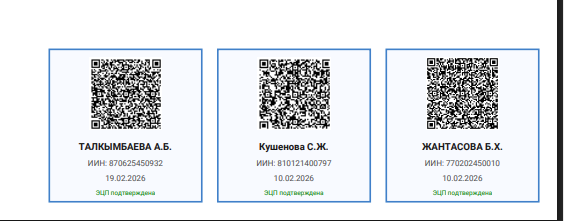 ТАЛКЫМБАЕВА А.Б.
ИИН: 870625450932
19.02.2026
ЭЦП подтверждена
Кушенова С.Ж.
ИИН: 810121400797
10.02.2026
ЭЦП подтверждена
ЖАНТАСОВА Б.Х.
ИИН: 770202450010
10.02.2026
ЭЦП подтверждена